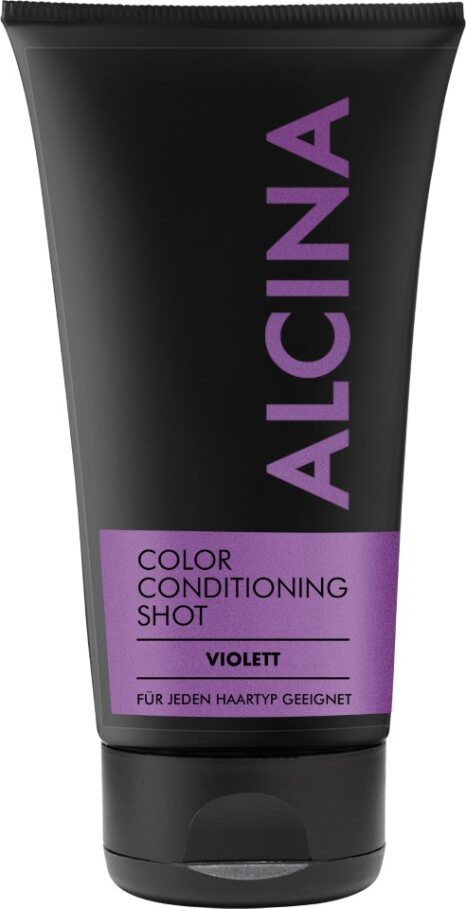 ALCINA
COLOR
CONDITIONING
SHOT
VIOLETT
FÜR JEDEN HAARTYP GEEIGNET